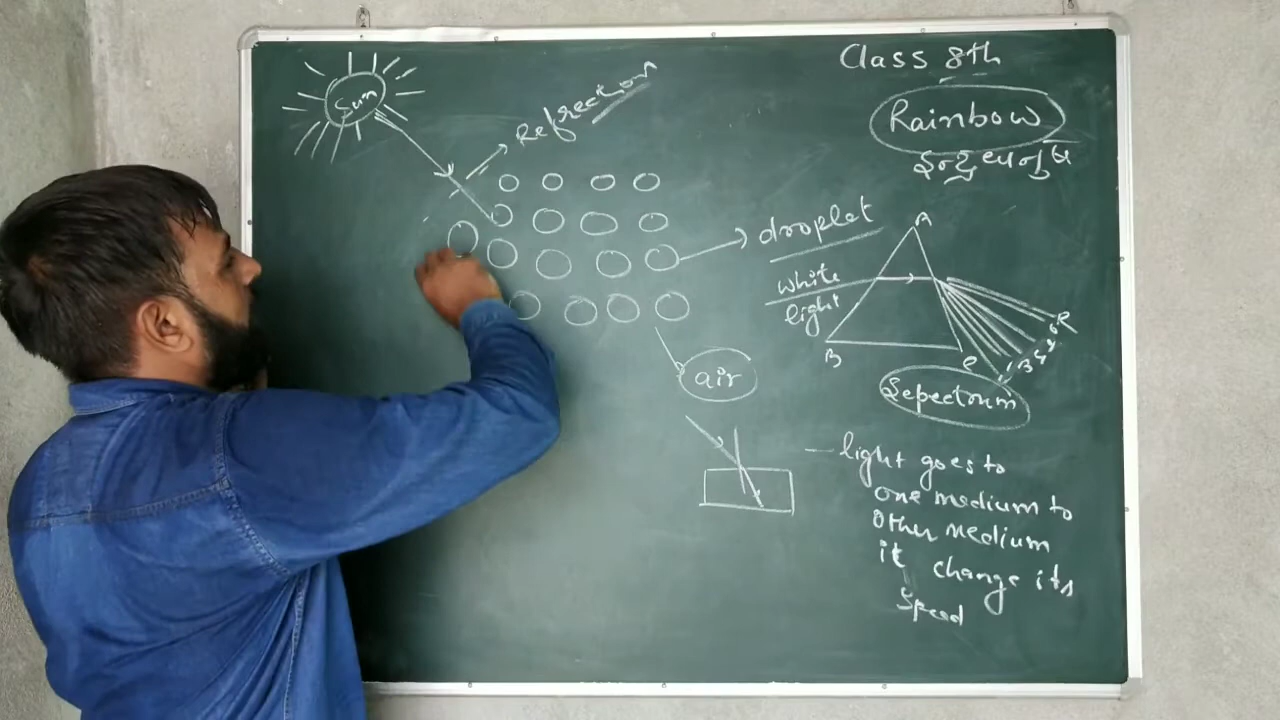 Class 8th
Rainbow
Sun
Refrection
droplet
white
light
A
B
C
R
air
Sepectrum
light goes to
one medium to
Other medium
it change its
Speed